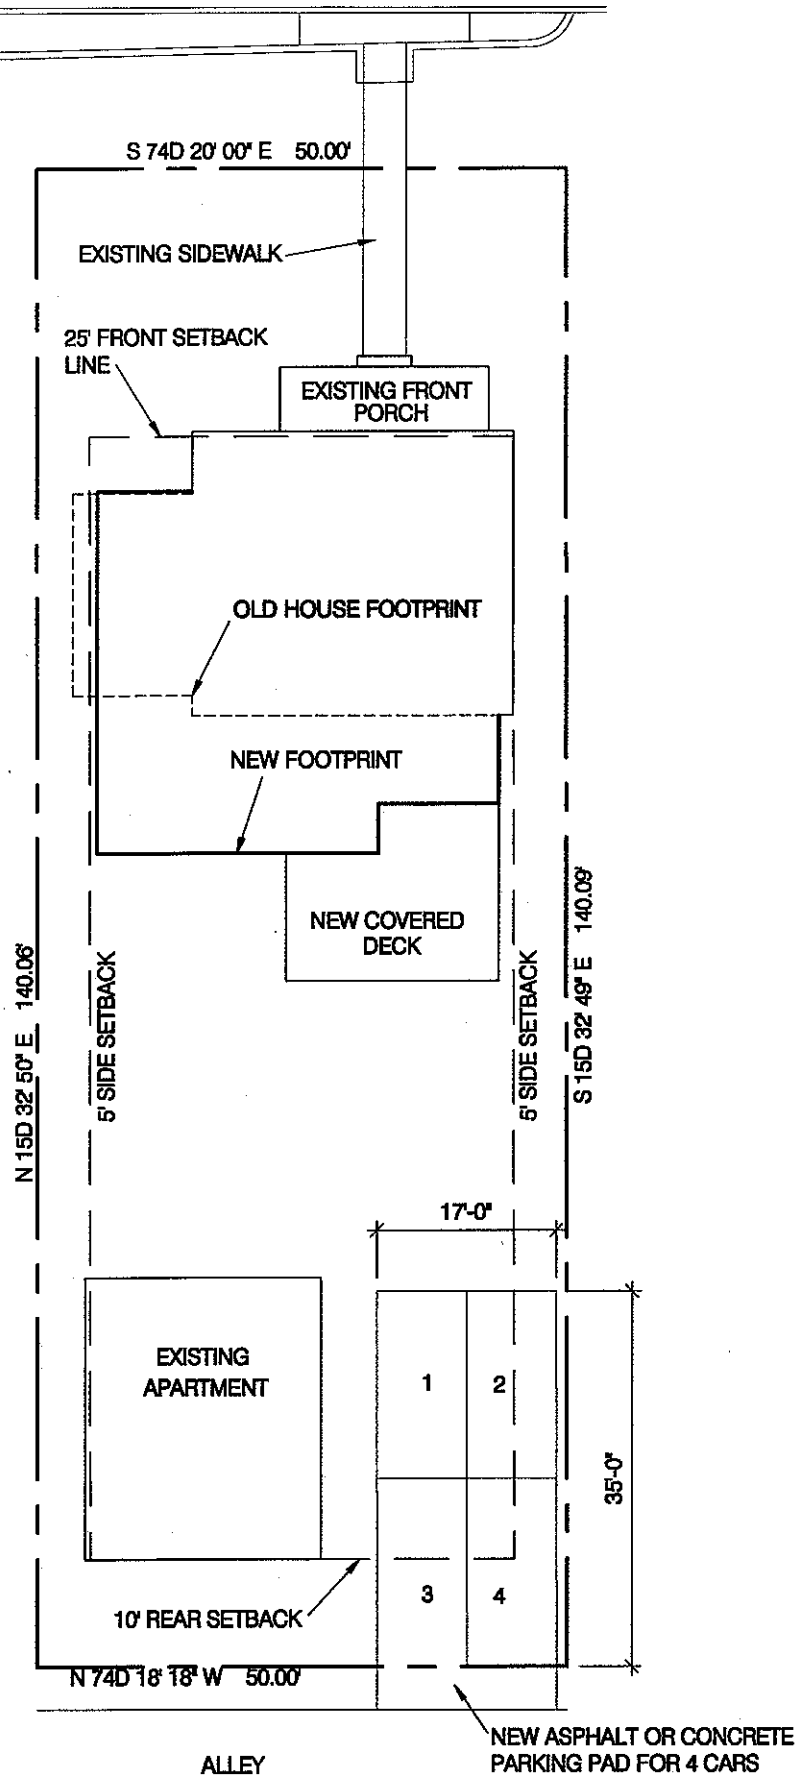 S 74D 20' 00" E 50.00'
EXISTING SIDEWALK
25' FRONT SETBACK
LINE
EXISTING FRONT
PORCH
OLD HOUSE FOOTPRINT
NEW FOOTPRINT
NEW COVERED
DECK
N 15D 32' 50" E 140.06'
5' SIDE SETBACK
5' SIDE SETBACK
S 15D 32' 49" E 140.09'
17'-0"
EXISTING
APARTMENT
1
2
35'-0"
3
4
10' REAR SETBACK
N 74D 18' 18" W 50.00'
NEW ASPHALT OR CONCRETE
PARKING PAD FOR 4 CARS
ALLEY